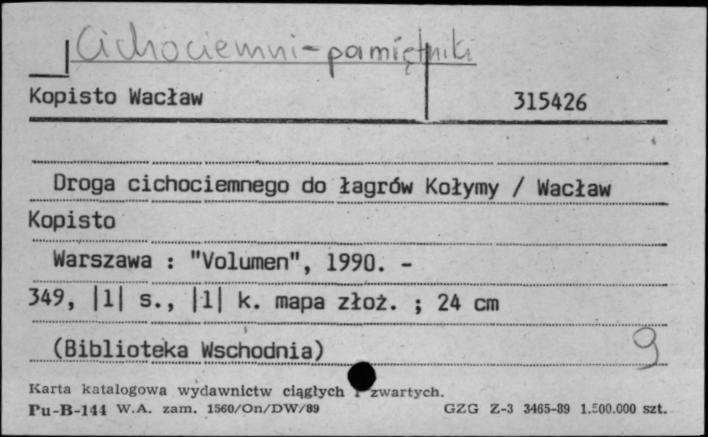 Cichociemni - pamiętniki
Kopisto Wacław 315426
Droga cichociemnego do łagrów Kołymy / Wacław
Kopisto
Warszawa : "Volumen", 1990. -
349, |1| s., |1| k. mapa złoż. ; 24 cm
(Biblioteka Wschodnia) 9
Karta katalogowa wydawnictw ciągłych i zwartych.
Pu-B-144 W.A. zam. 1560/On/DW/89 GZG Z-3 3465-89 1.500.000 szt.